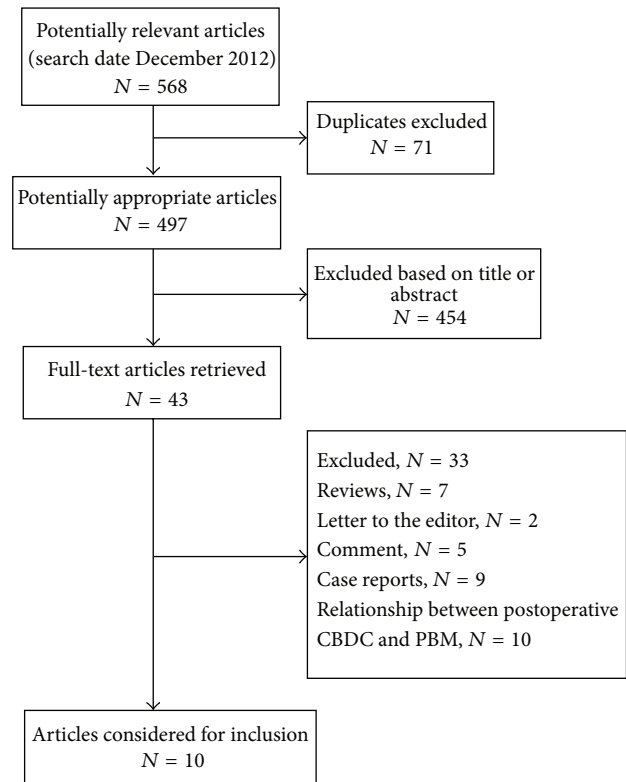 Potentially relevant articles
(search date December 2012)
N = 568
Duplicates excluded
N = 71
Potentially appropriate articles
N = 497
Excluded based on title or
abstract
N = 454
Full-text articles retrieved
N = 43
Excluded, N = 33
Reviews, N = 7
Letter to the editor, N = 2
Comment, N = 5
Case reports, N = 9
Relationship between postoperative
CBDC and PBM, N = 10
Articles considered for inclusion
N = 10